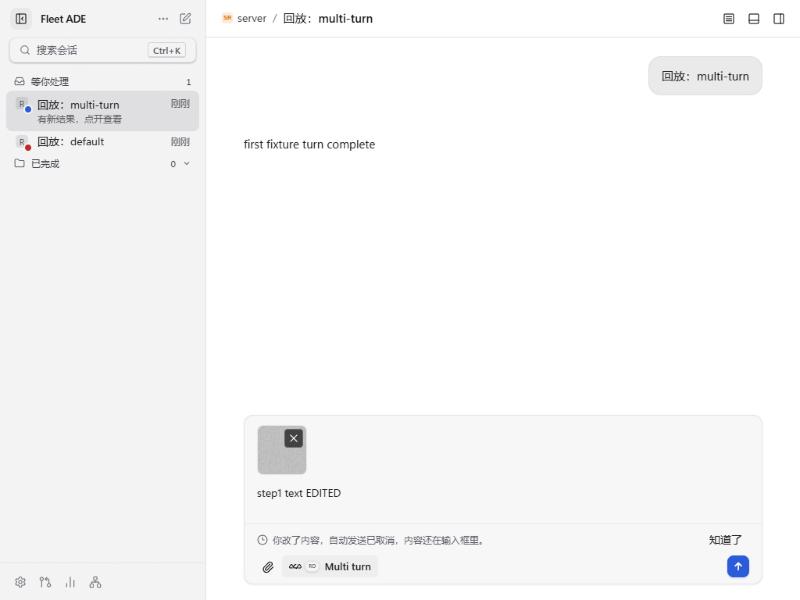 Fleet ADE
搜索会话
Ctrl+K
等你处理
1
R
回放：multi-turn
刚刚
有新结果，点开查看
R
回放：default
刚刚
已完成
0
SR server / 回放：multi-turn
回放：multi-turn
first fixture turn complete
step1 text EDITED
你改了内容，自动发送已取消，内容还在输入框里。
知道了
RO Multi turn